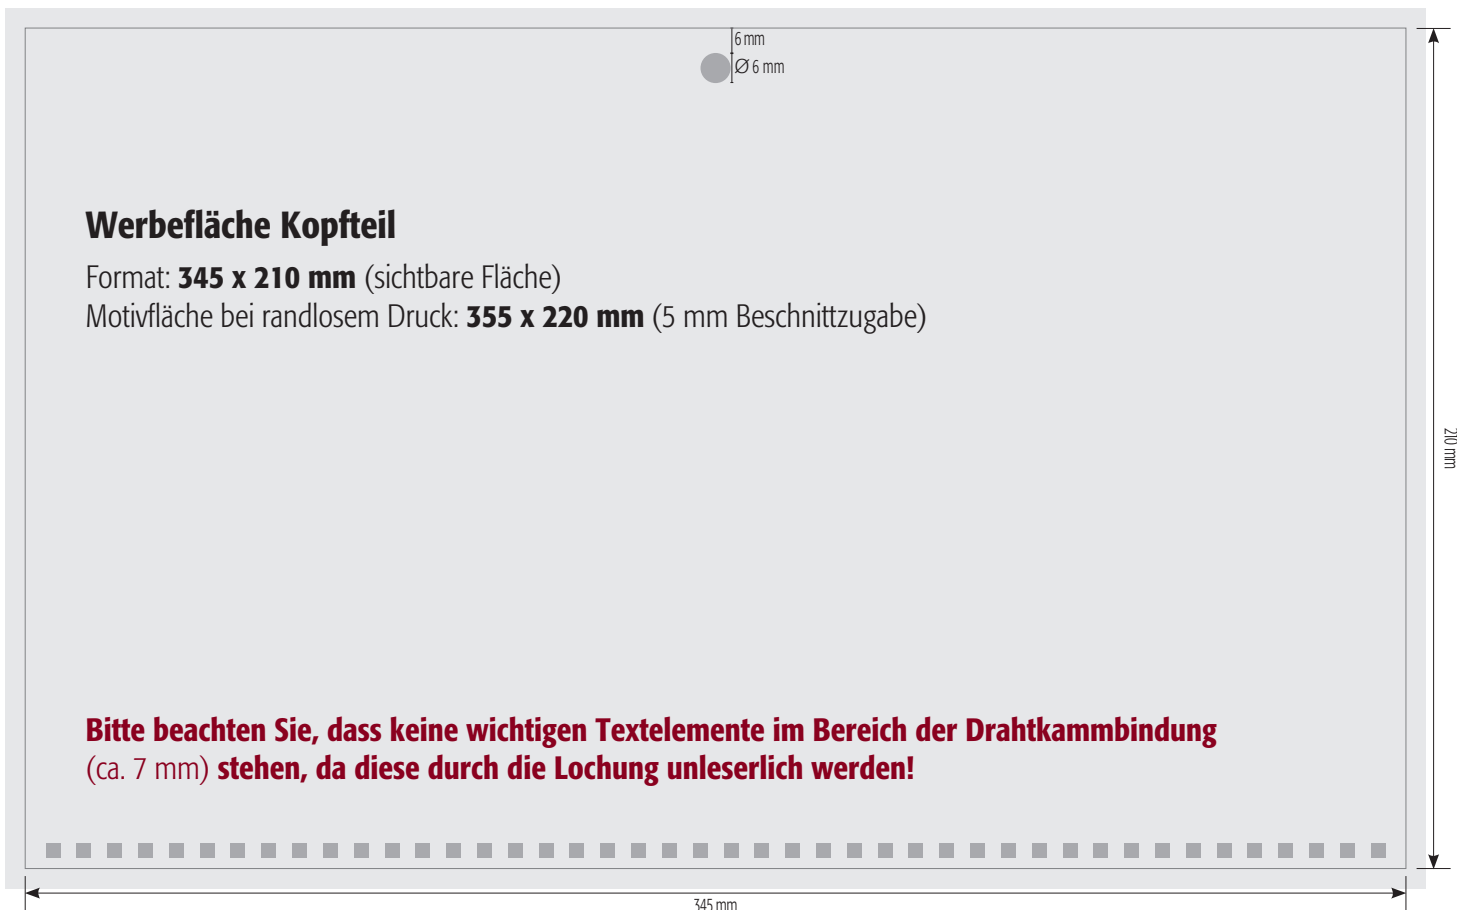 6 mm
Ø 6 mm
Werbefläche Kopfteil
Format: 345 x 210 mm (sichtbare Fläche)
Motivfläche bei randlosem Druck: 355 x 220 mm (5 mm Beschnittzugabe)
210 mm
Bitte beachten Sie, dass keine wichtigen Textelemente im Bereich der Drahtkammbindung
(ca. 7 mm) stehen, da diese durch die Lochung unleserlich werden!
345 mm